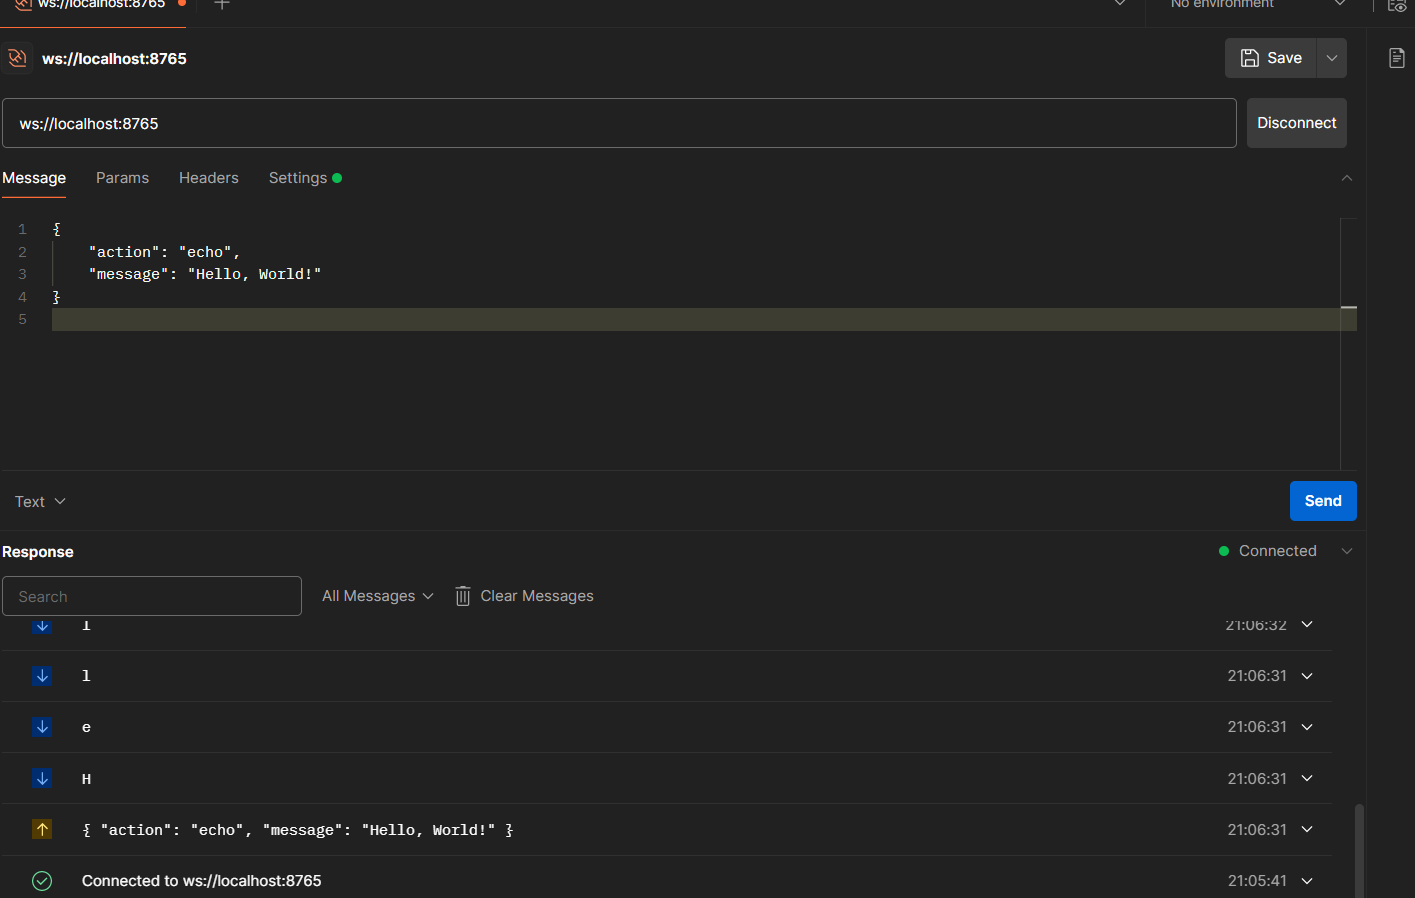 ws://localhost:8765
No environment
ws://localhost:8765
Save
ws://localhost:8765
Disconnect
Message Params Headers Settings
1 {
2 "action": "echo",
3 "message": "Hello, World!"
4 }
5
Text
Send
Response
Connected
Search
All Messages
Clear Messages
l 21:06:32
l 21:06:31
e 21:06:31
H 21:06:31
{ "action": "echo", "message": "Hello, World!" } 21:06:31
Connected to ws://localhost:8765 21:05:41